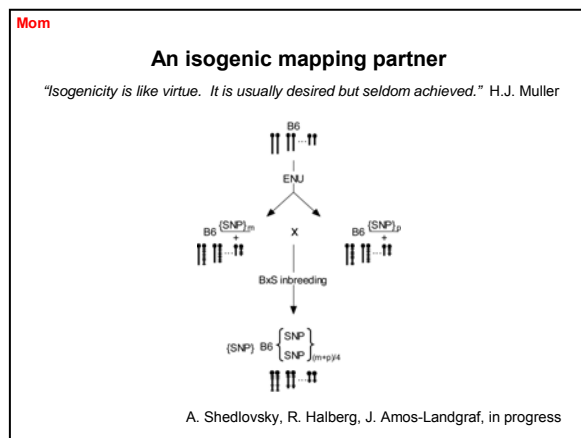 Mom
An isogenic mapping partner
“Isogenicity is like virtue. It is usually desired but seldom achieved.” H.J. Muller
B6
ENU
B6 {SNP}m
+
X
B6 {SNP}p
+
BxS inbreeding
{SNP} B6 { SNP
SNP } (m+p)/4
A. Shedlovsky, R. Halberg, J. Amos-Landgraf, in progress